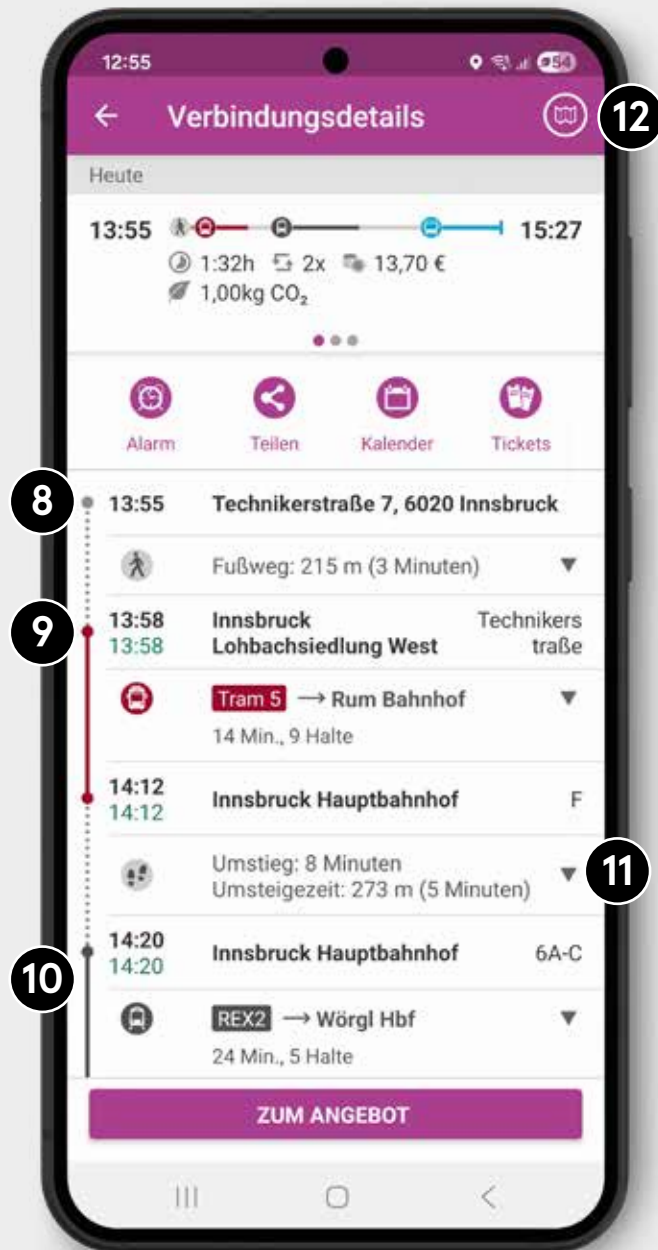 12:55
54
Verbindungsdetails
12
Heute
13:55
15:27
1:32h 2x 13,70 €
1,00kg CO₂
Alarm Teilen Kalender Tickets
8
13:55 Technikerstraße 7, 6020 Innsbruck
Fußweg: 215 m (3 Minuten)
9
13:58 Innsbruck Technikers
13:58 Lohbachsiedlung West traße
Tram 5 → Rum Bahnhof
14 Min., 9 Halte
14:12
14:12
Innsbruck Hauptbahnhof F
Umstieg: 8 Minuten
Umsteigezeit: 273 m (5 Minuten)
11
14:20
14:20
Innsbruck Hauptbahnhof 6A-C
10
REX2 → Wörgl Hbf
24 Min., 5 Halte
ZUM ANGEBOT